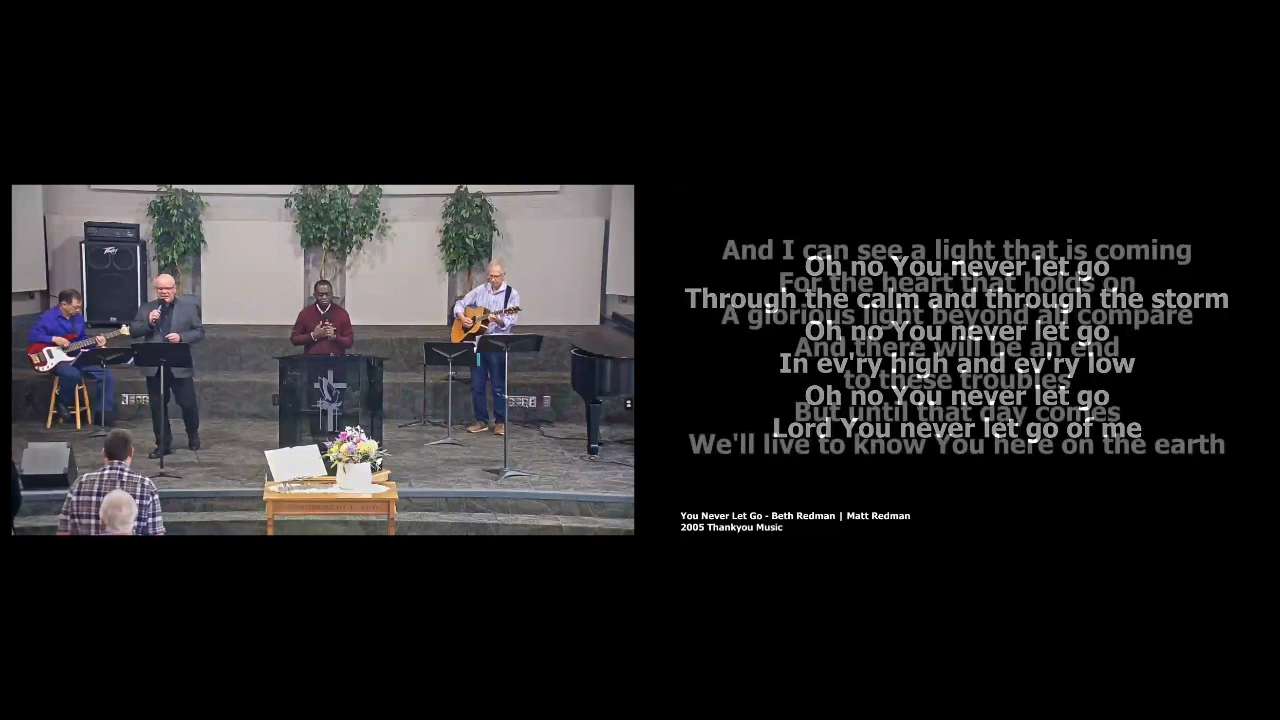 PEAVEY
And I can see a light that is coming
Oh no You never let go
For the heart that holds on
Through the calm and through the storm
A glorious light beyond all compare
Oh no You never let go
And there will be an end
In ev'ry high and ev'ry low
to these troubles
Oh no You never let go
But until that day comes
Lord You never let go of me
We'll live to know You here on the earth
You Never Let Go - Beth Redman | Matt Redman
2005 Thankyou Music